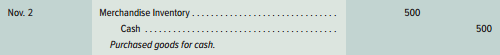 Nov. 2 Merchandise Inventory . . . . . . . . . . . . . . . . . . . . . . . . . . . . . 500
Cash . . . . . . . . . . . . . . . . . . . . . . . . . . . . . . . . . . . . . . 500
Purchased goods for cash.